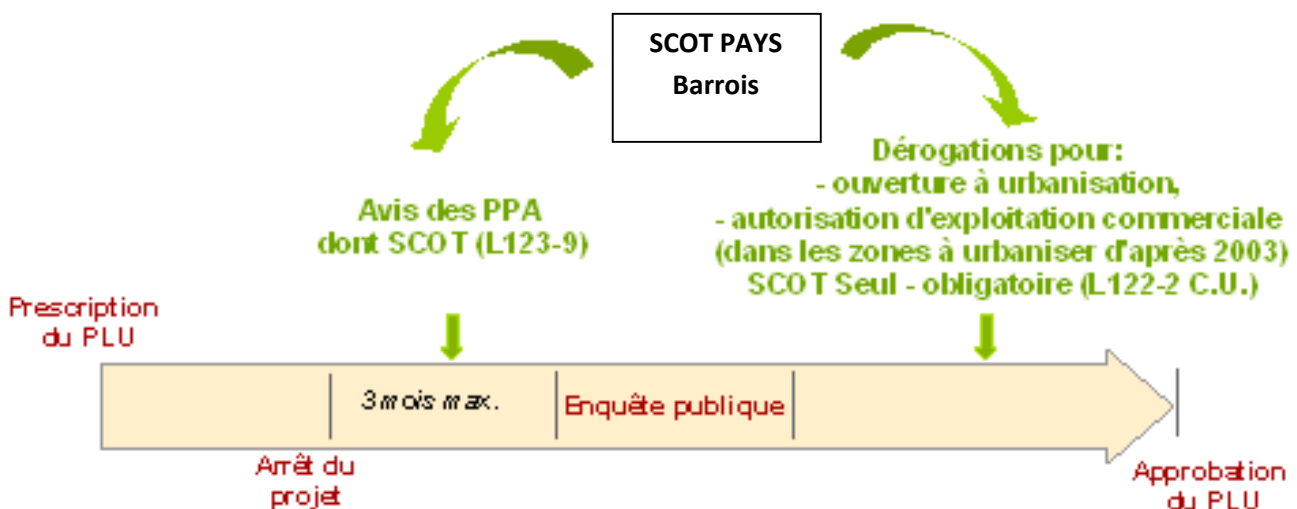 SCOT PAYS
Barrois
Avis des PPA
dont SCOT (L123-9)
Dérogations pour:
- ouverture à urbanisation,
- autorisation d'exploitation commerciale
(dans les zones à urbaniser d'après 2003)
SCOT Seul - obligatoire (L122-2 C.U.)
Prescription
du PLU
3 mois max.
Enquête publique
Arrêt du
projet
Approbation
du PLU